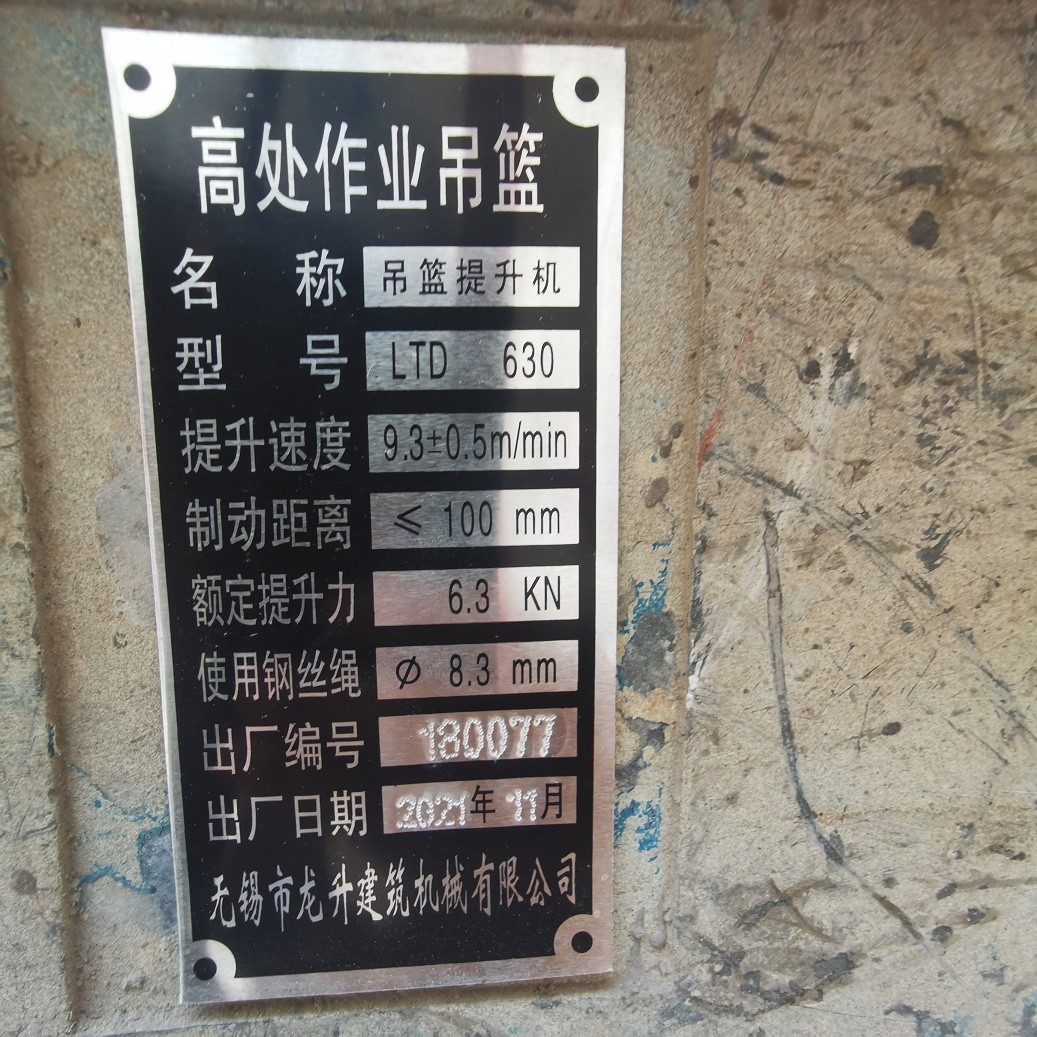 高处作业吊篮
名称 吊篮提升机
型号 LTD 630
提升速度 9.3±0.5m/min
制动距离 ≤ 100 mm
额定提升力 6.3 KN
使用钢丝绳 ϕ 8.3 mm
出厂编号 180077
出厂日期 2021年11月
无锡市龙升建筑机械有限公司